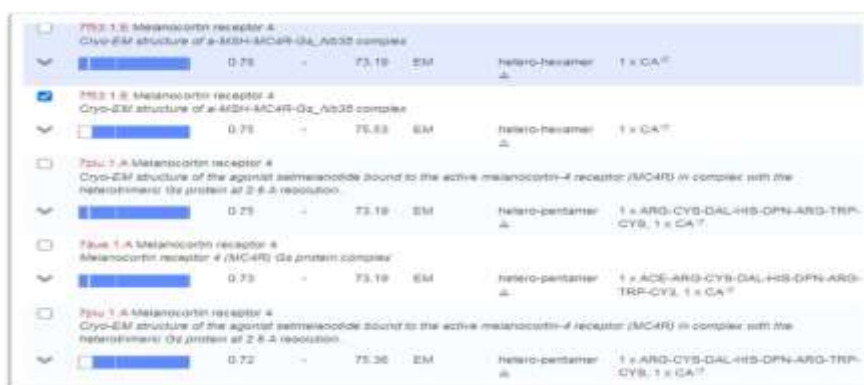 Melanocortin receptor 4
Cryo-EM structure of a-MSH-MC4R-Gs_Nb35 complex
0.76 - 73.19 EM hetero-hexamer 1 x CA
Melanocortin receptor 4
Cryo-EM structure of a-MSH-MC4R-Gs_Nb35 complex
0.75 - 75.53 EM hetero-hexamer 1 x CA
7piu.1.A Melanocortin receptor 4
Cryo-EM structure of the agonist setmelanotide bound to the active melanocortin-4 receptor (MC4R) in complex with the
heterotrimeric Gs protein at 2.6 A resolution.
0.75 - 73.19 EM hetero-pentamer 1 x ARG-CYS-DAL-HIS-DPN-ARG-TRP-
CYS, 1 x CA
7aue.1.A Melanocortin receptor 4
Melanocortin receptor 4 (MC4R) Gs protein complex
0.73 - 73.19 EM hetero-pentamer 1 x ACE-ARG-CYS-DAL-HIS-DPN-ARG-
TRP-CYS, 1 x CA
7piu.1.A Melanocortin receptor 4
Cryo-EM structure of the agonist setmelanotide bound to the active melanocortin-4 receptor (MC4R) in complex with the
heterotrimeric Gs protein at 2.6 A resolution.
0.72 - 75.36 EM hetero-pentamer 1 x ARG-CYS-DAL-HIS-DPN-ARG-TRP-
CYS, 1 x CA